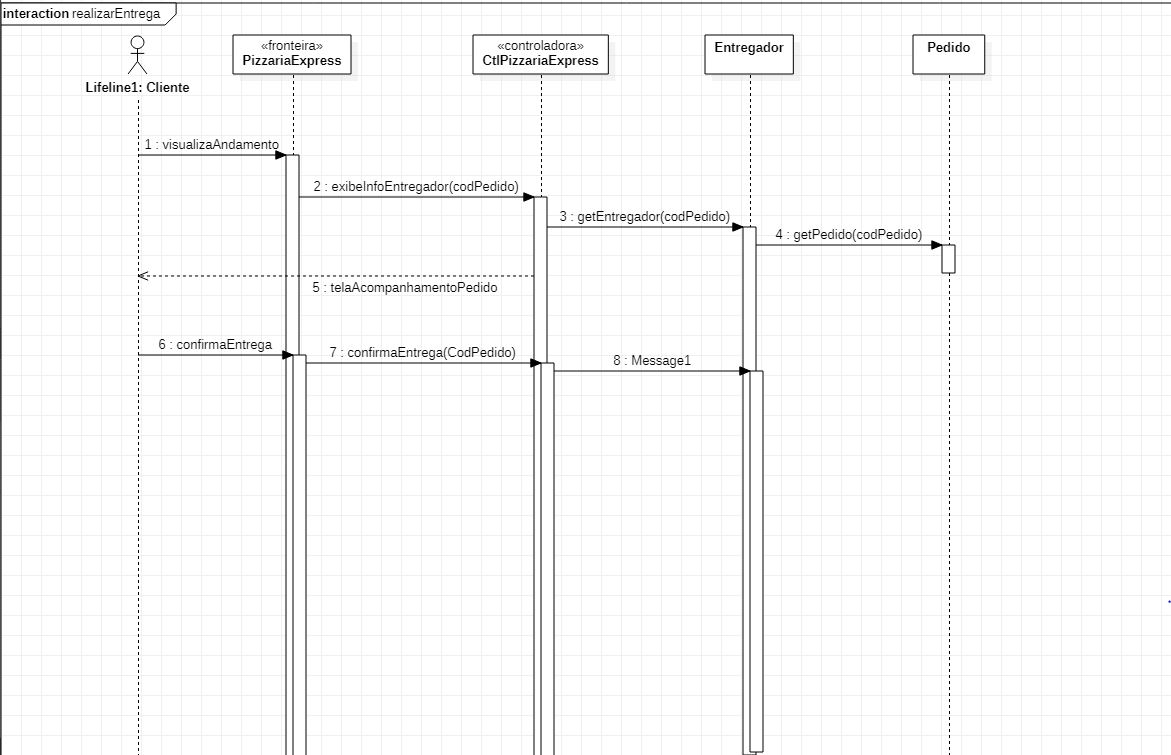 interaction realizarEntrega
Lifeline1: Cliente
«fronteira»
PizzariaExpress
«controladora»
CtlPizzariaExpress
Entregador
Pedido
1 : visualizaAndamento
2 : exibeInfoEntregador(codPedido)
3 : getEntregador(codPedido)
4 : getPedido(codPedido)
5 : telaAcompanhamentoPedido
6 : confirmaEntrega
7 : confirmaEntrega(CodPedido)
8 : Message1